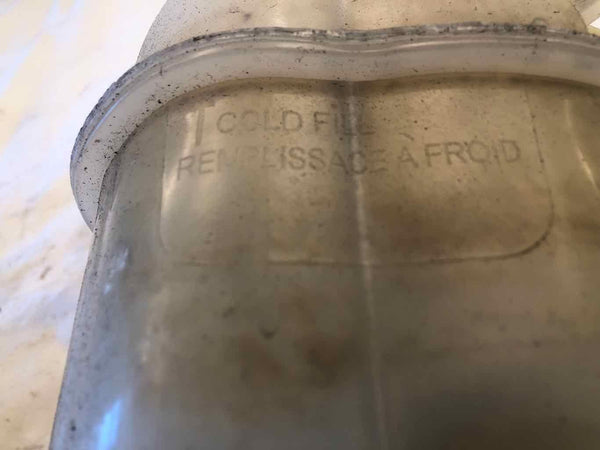 ↑ COLD FILL
REMPLISSAGE À FROID